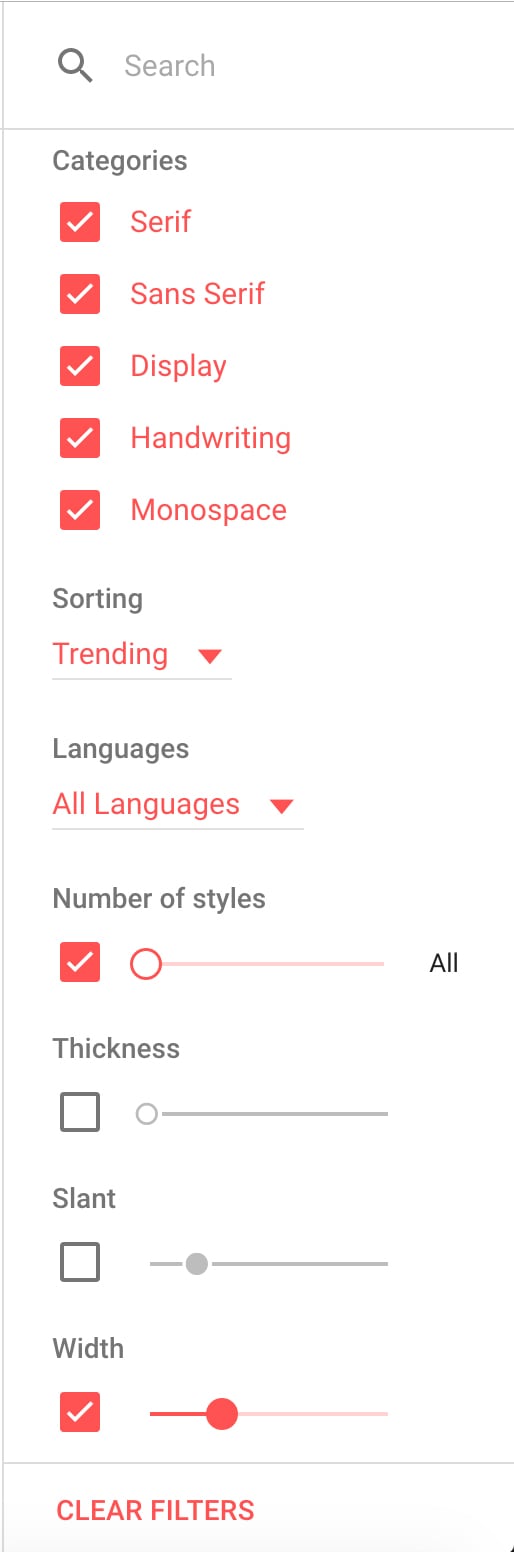 Search
Categories
Serif
Sans Serif
Display
Handwriting
Monospace
Sorting
Trending
Languages
All Languages
Number of styles
All
Thickness
Slant
Width
CLEAR FILTERS